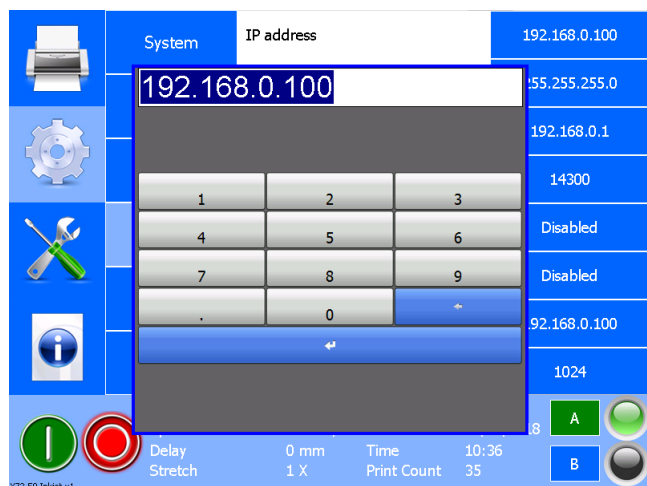 System
IP address
192.168.0.100
192.168.0.100
255.255.255.0
192.168.0.1
14300
1 2 3
4 5 6
Disabled
7 8 9
Disabled
. 0
192.168.0.100
1024
A
Delay 0 mm Time 10:36
Stretch 1 X Print Count 35
B